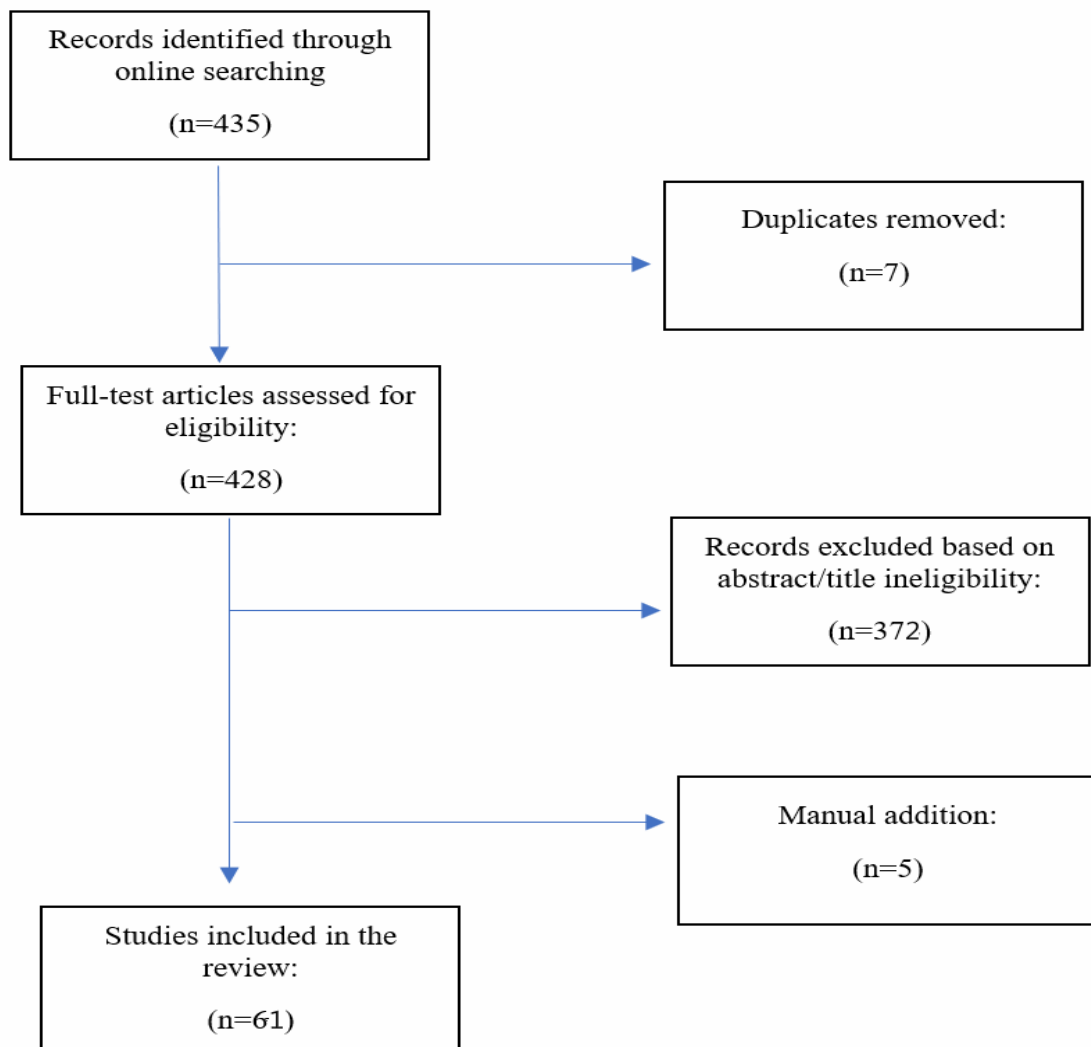 Records identified through
online searching
(n=435)
Duplicates removed:
(n=7)
Full-test articles assessed for
eligibility:
(n=428)
Records excluded based on
abstract/title ineligibility:
(n=372)
Manual addition:
(n=5)
Studies included in the
review:
(n=61)